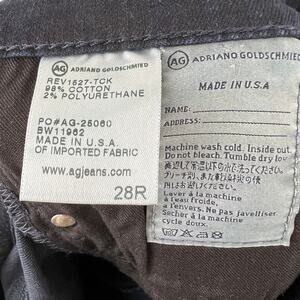 AG ADRIANO GOLDSCHMIED
REV1527-TCK
98% COTTON
2% POLYURETHANE
PO#AG-25060
BW11962
MADE IN U.S.A.
OF IMPORTED FABRIC
www.agjeans.com
28R
AG ADRIANO GOLDSCHMIED
MADE IN U.S.A
NAME:
ADDRESS:
Machine wash cold. Inside out.
Do not bleach. Tumble dry low
Laver à la machine
à l'eau froide,
a l'envers. Ne pas javelliser.
Secher à la machine
cycle doux.